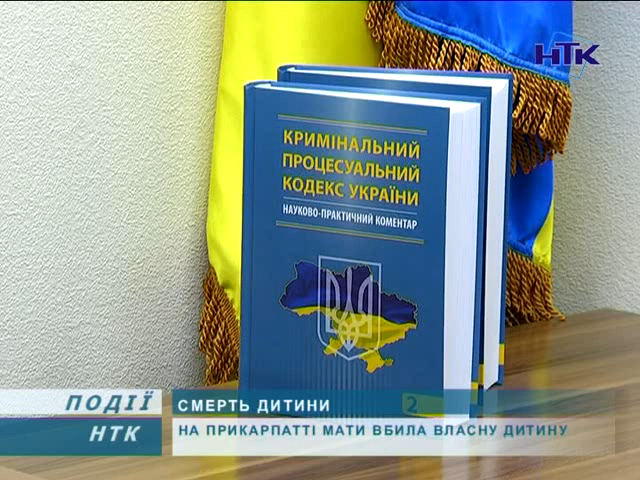 НТК
КРИМІНАЛЬНИЙ
ПРОЦЕСУАЛЬНИЙ
КОДЕКС УКРАЇНИ
НАУКОВО-ПРАКТИЧНИЙ КОМЕНТАР
2
ПОДІЇ
НТК
СМЕРТЬ ДИТИНИ
НА ПРИКАРПАТТІ МАТИ ВБИЛА ВЛАСНУ ДИТИНУ